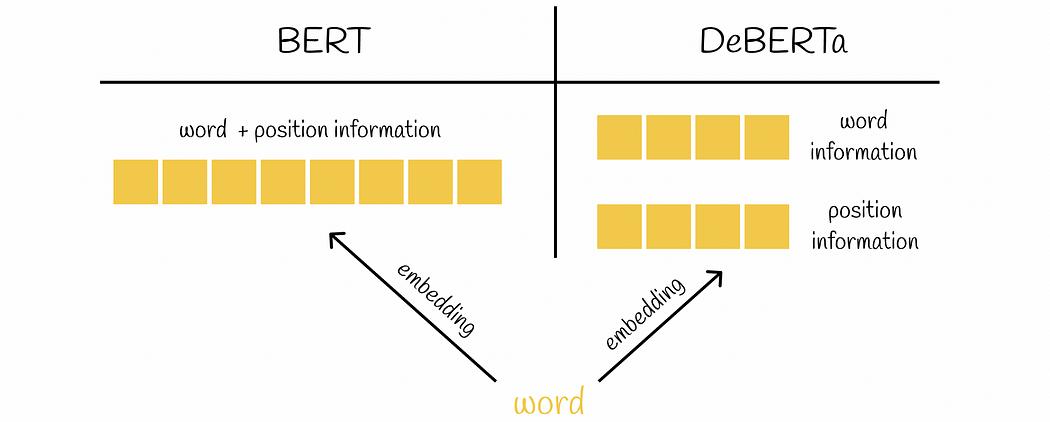 BERT
DeBERTa
word + position information
word
information
position
information
embedding
embedding
word